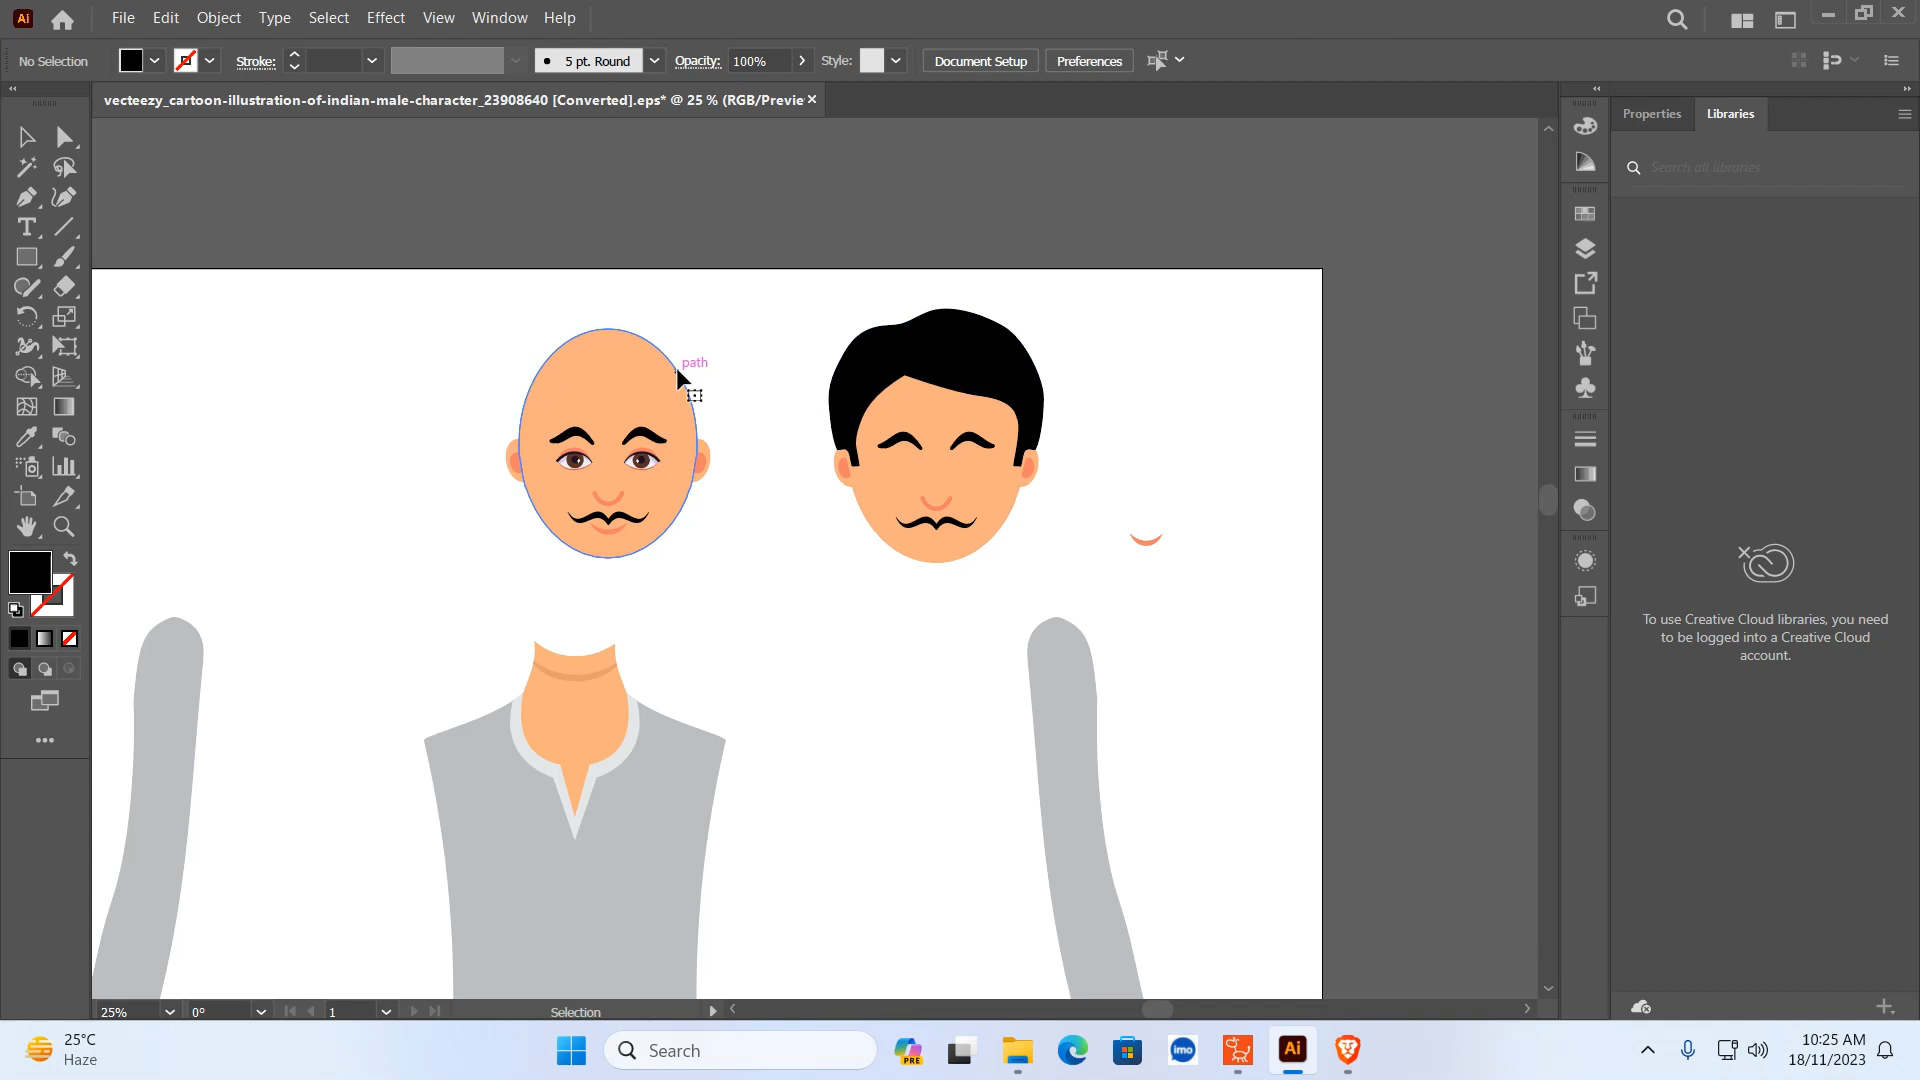 Ai File Edit Object Type Select Effect View Window Help
No Selection Stroke: 5 pt. Round Opacity: 100% Style: Document Setup Preferences
vecteezy_cartoon-illustration-of-indian-male-character_23908640 [Converted].eps* @ 25 % (RGB/Previe
Properties Libraries
Search all libraries
path
To use Creative Cloud libraries, you need
to be logged into a Creative Cloud
account.
25% 0° 1 Selection
25°C
Haze
Search
PRE
imo
Ai
10:25 AM
18/11/2023